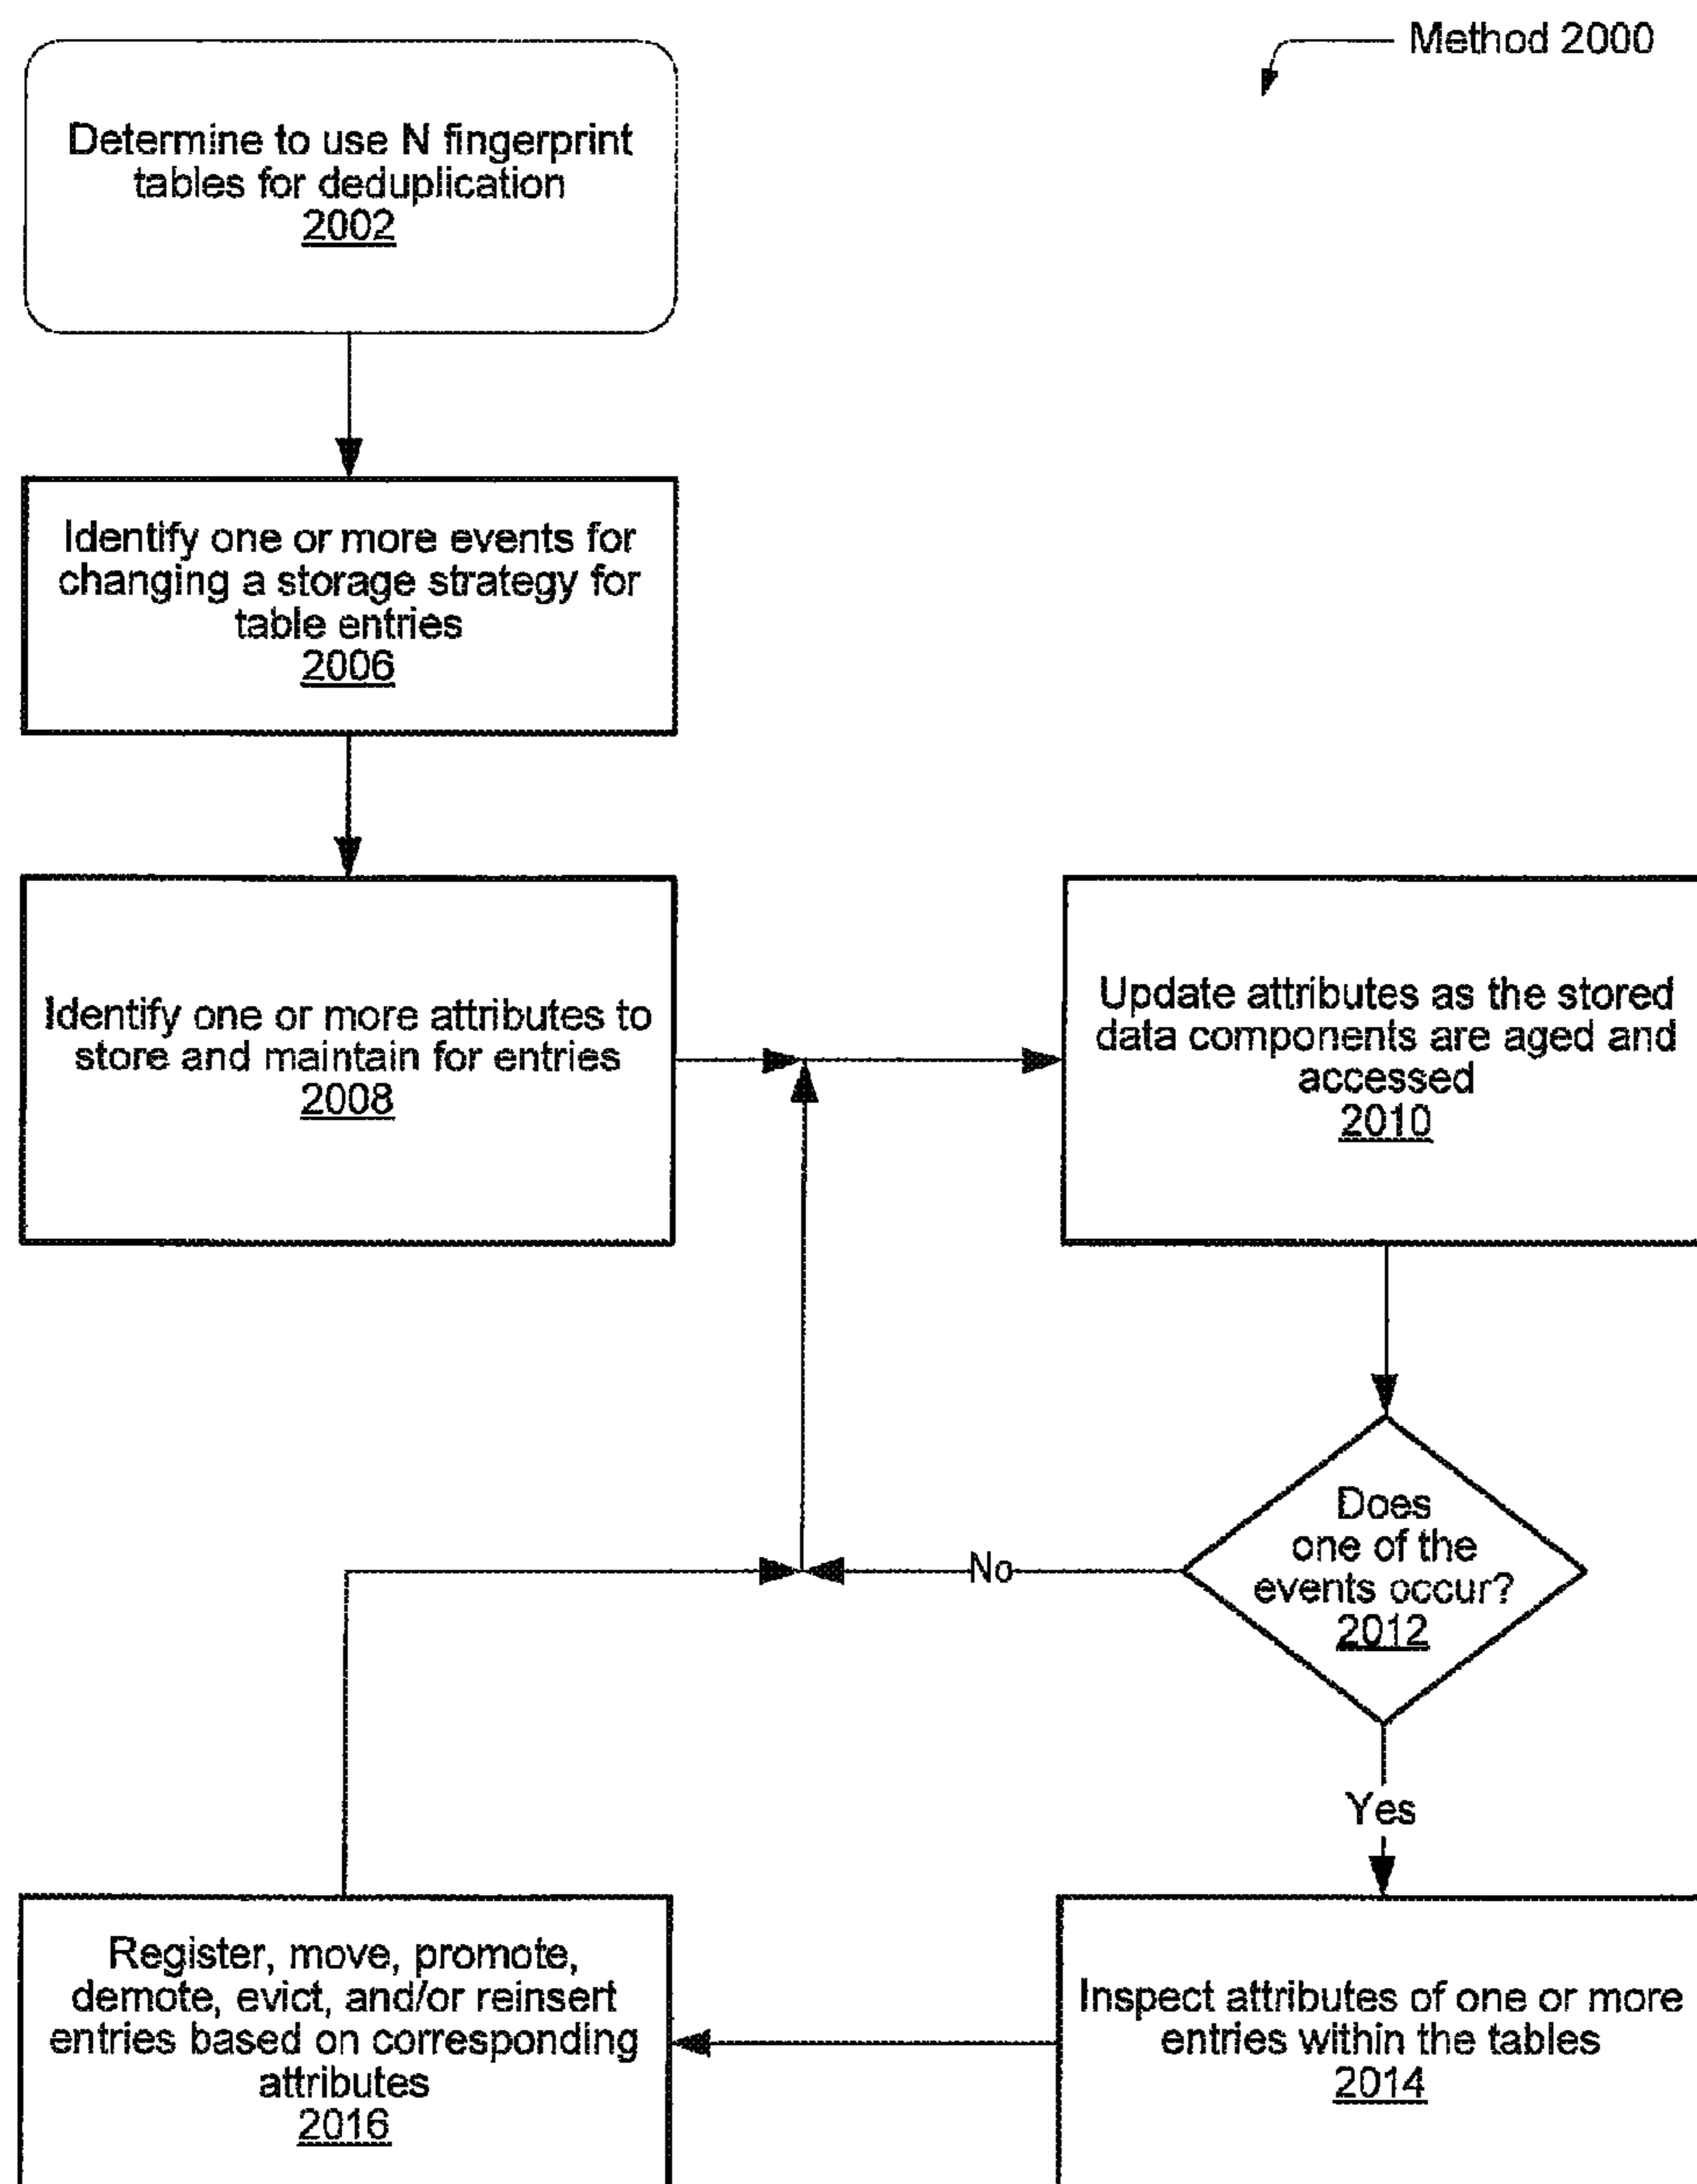 Method 2000
Determine to use N fingerprint
tables for deduplication
2002
Identify one or more events for
changing a storage strategy for
table entries
2006
Identify one or more attributes to
store and maintain for entries
2008
Update attributes as the stored
data components are aged and
accessed
2010
Does
one of the
events occur?
2012
No
Yes
Inspect attributes of one or more
entries within the tables
2014
Register, move, promote,
demote, evict, and/or reinsert
entries based on corresponding
attributes
2016